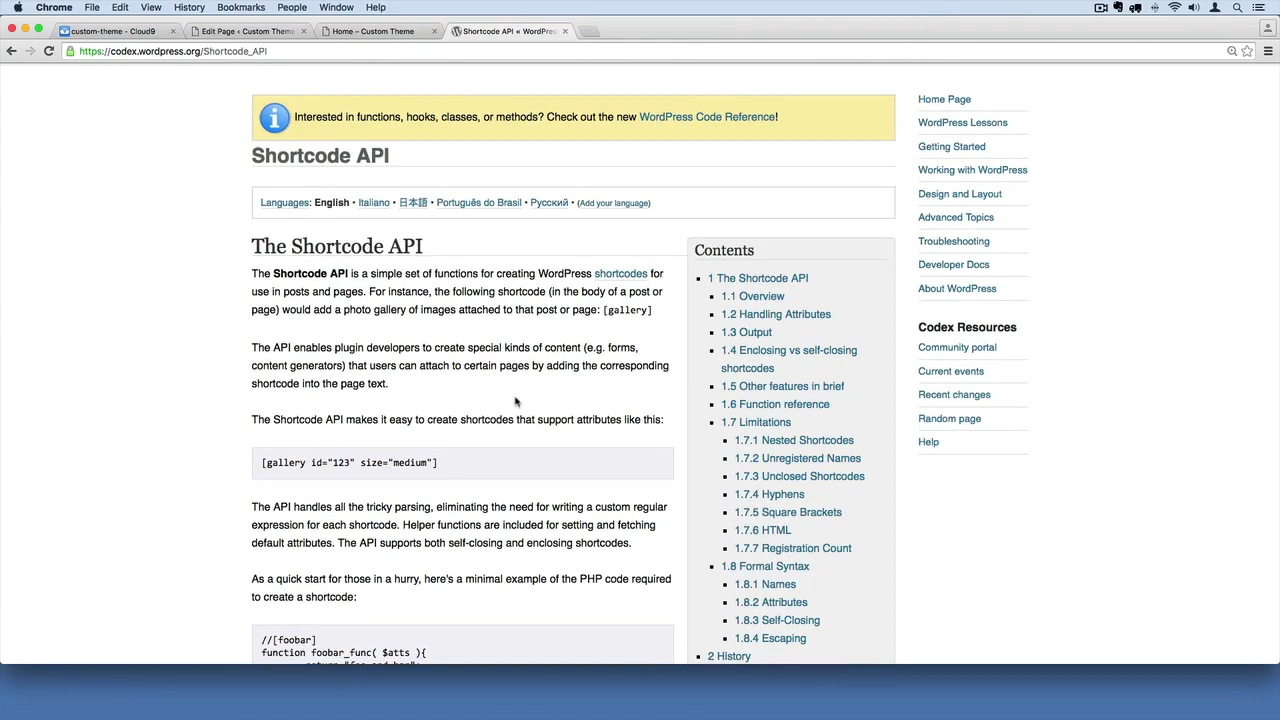 Chrome File Edit View History Bookmarks People Window Help
custom-theme - Cloud9
Edit Page ‹ Custom Theme
Home – Custom Theme
Shortcode API « WordPress
https://codex.wordpress.org/Shortcode_API
Interested in functions, hooks, classes, or methods? Check out the new WordPress Code Reference!
Shortcode API
Languages: English • Italiano • 日本語 • Português do Brasil • Русский • (Add your language)
The Shortcode API
The Shortcode API is a simple set of functions for creating WordPress shortcodes for
use in posts and pages. For instance, the following shortcode (in the body of a post or
page) would add a photo gallery of images attached to that post or page: [gallery]
The API enables plugin developers to create special kinds of content (e.g. forms,
content generators) that users can attach to certain pages by adding the corresponding
shortcode into the page text.
The Shortcode API makes it easy to create shortcodes that support attributes like this:
[gallery id="123" size="medium"]
The API handles all the tricky parsing, eliminating the need for writing a custom regular
expression for each shortcode. Helper functions are included for setting and fetching
default attributes. The API supports both self-closing and enclosing shortcodes.
As a quick start for those in a hurry, here's a minimal example of the PHP code required
to create a shortcode:
//[foobar]
function foobar_func( $atts ){
Contents
1 The Shortcode API
1.1 Overview
1.2 Handling Attributes
1.3 Output
1.4 Enclosing vs self-closing
shortcodes
1.5 Other features in brief
1.6 Function reference
1.7 Limitations
1.7.1 Nested Shortcodes
1.7.2 Unregistered Names
1.7.3 Unclosed Shortcodes
1.7.4 Hyphens
1.7.5 Square Brackets
1.7.6 HTML
1.7.7 Registration Count
1.8 Formal Syntax
1.8.1 Names
1.8.2 Attributes
1.8.3 Self-Closing
1.8.4 Escaping
2 History
Home Page
WordPress Lessons
Getting Started
Working with WordPress
Design and Layout
Advanced Topics
Troubleshooting
Developer Docs
About WordPress
Codex Resources
Community portal
Current events
Recent changes
Random page
Help